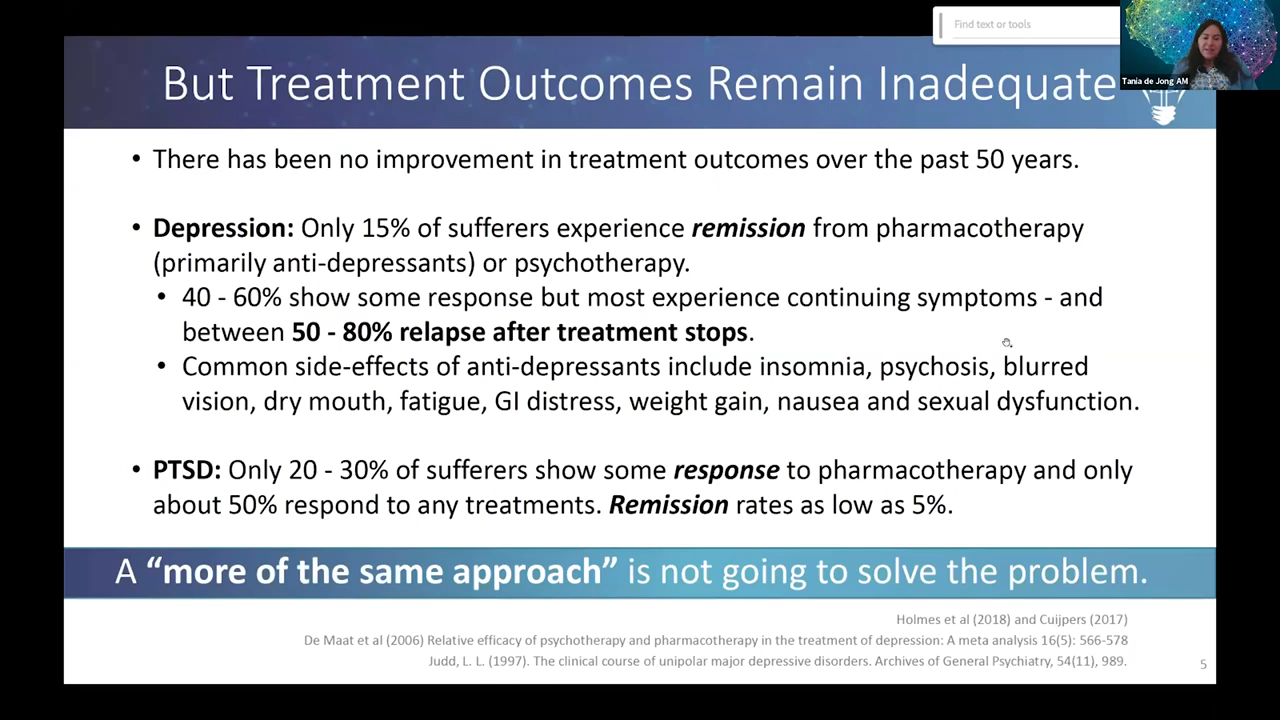 Find text or tools
Tania de Jong AM
But Treatment Outcomes Remain Inadequate
• There has been no improvement in treatment outcomes over the past 50 years.
• Depression: Only 15% of sufferers experience remission from pharmacotherapy
(primarily anti-depressants) or psychotherapy.
• 40 - 60% show some response but most experience continuing symptoms - and
between 50 - 80% relapse after treatment stops.
• Common side-effects of anti-depressants include insomnia, psychosis, blurred
vision, dry mouth, fatigue, GI distress, weight gain, nausea and sexual dysfunction.
• PTSD: Only 20 - 30% of sufferers show some response to pharmacotherapy and only
about 50% respond to any treatments. Remission rates as low as 5%.
A “more of the same approach” is not going to solve the problem.
Holmes et al (2018) and Cuijpers (2017)
De Maat et al (2006) Relative efficacy of psychotherapy and pharmacotherapy in the treatment of depression: A meta analysis 16(5): 566-578
Judd, L. L. (1997). The clinical course of unipolar major depressive disorders. Archives of General Psychiatry, 54(11), 989.
5